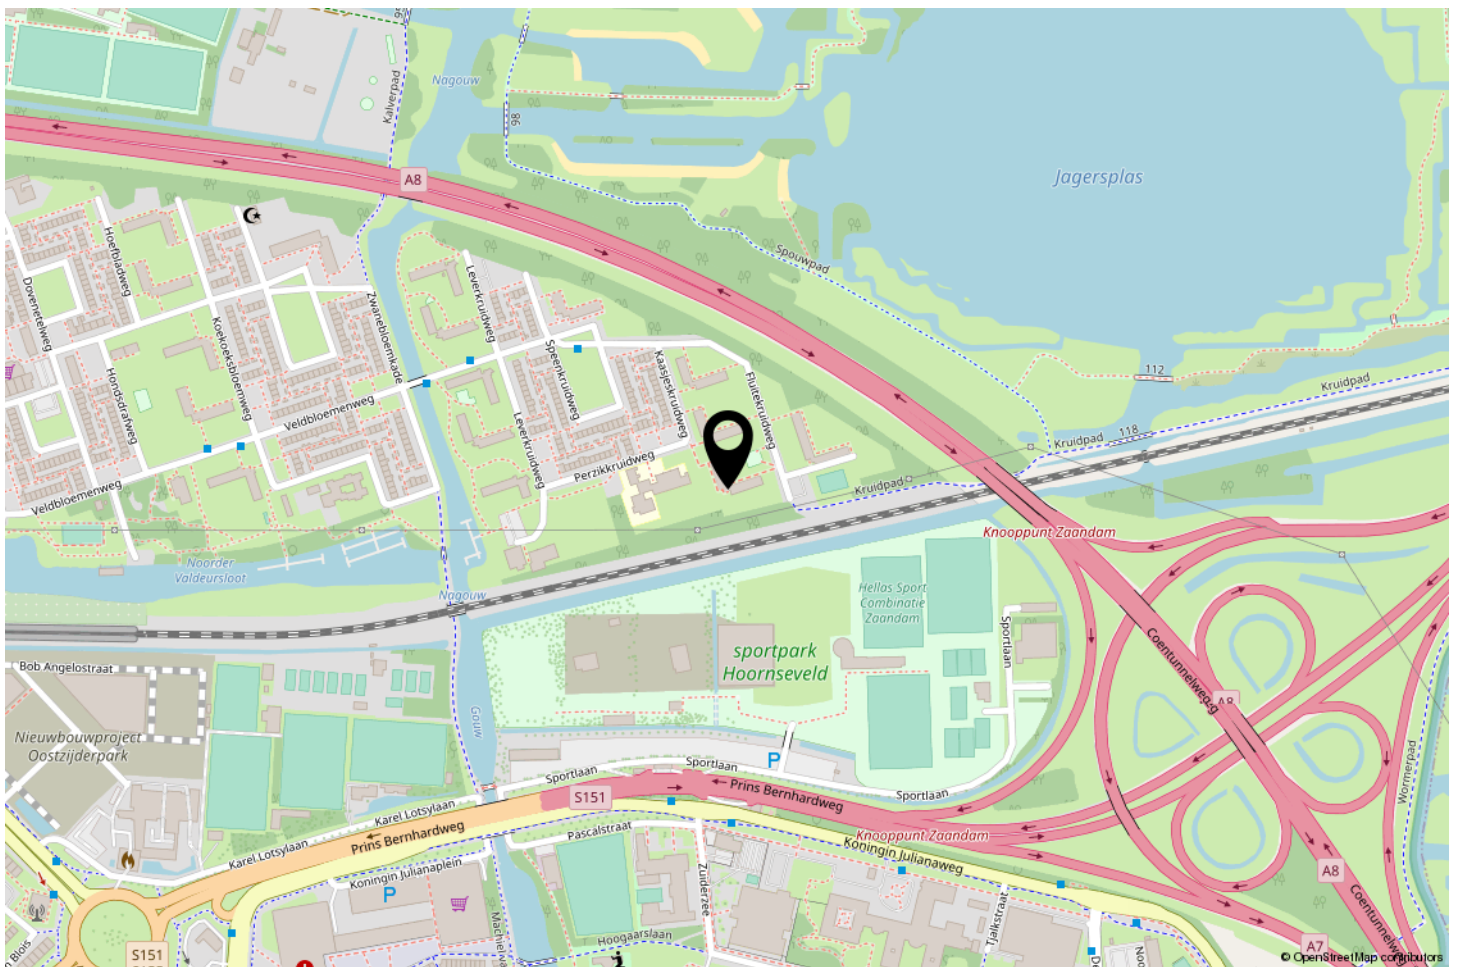 Kalverpad
Nagouw
98
A8
Jagersplas
Spouwpad
Hoefbladweg
Dovenetelweg
Leverkruidweg
Zwanebloemkade
Koekoeksbloemweg
Speenkruidweg
Kaasjeskruidweg
Fluitekruidweg
112
Kruidpad
Hondsdrafweg
Veldbloemenweg
Leverkruidweg
118
Kruidpad
Perzikkruidweg
Kruidpad
Veldbloemenweg
Knooppunt Zaandam
Noorder
Valdeursloot
Nagouw
Hellas Sport
Combinatie
Zaandam
Sportlaan
sportpark
Hoornseveld
Bob Angelostraat
Coentunnelweg
A8
Gouw
Nieuwbouwproject
Oostzijderpark
P
Sportlaan
Sportlaan
Sportlaan
Prins Bernhardweg
S151
Wormerpad
Karel Lotsylaan
Prins Bernhardweg
Karel Lotsylaan
Pascalstraat
Knooppunt Zaandam
Koningin Julianaweg
Koningin Julianaplein
P
Zuiderzee
A8
Coentunnelweg
Tjalkstraat
Hoogaarslaan
S151
A7
© OpenStreetMap contributors